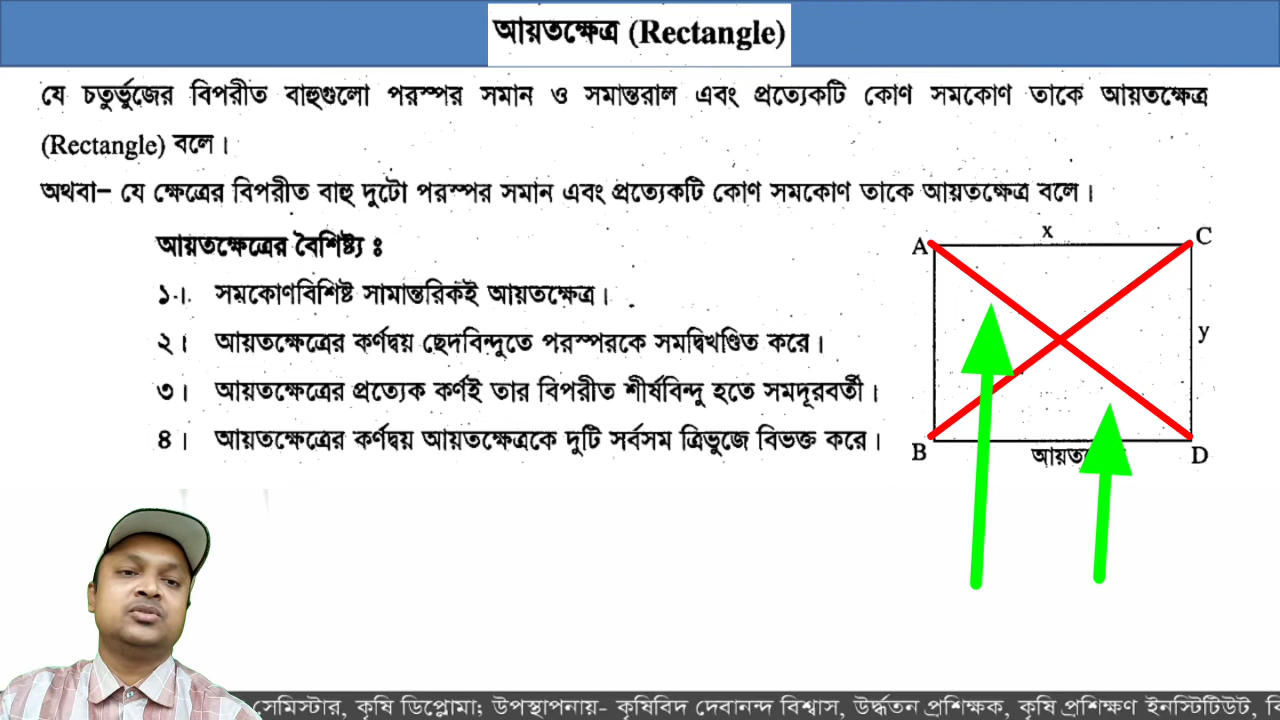 আয়তক্ষেত্র (Rectangle)
যে চতুর্ভুজের বিপরীত বাহুগুলো পরস্পর সমান ও সমান্তরাল এবং প্রত্যেকটি কোণ সমকোণ তাকে আয়তক্ষেত্র
(Rectangle) বলে।
অথবা– যে ক্ষেত্রের বিপরীত বাহু দুটো পরস্পর সমান এবং প্রত্যেকটি কোণ সমকোণ তাকে আয়তক্ষেত্র বলে।
আয়তক্ষেত্রের বৈশিষ্ট্য ঃ
১। সমকোণবিশিষ্ট সামান্তরিকই আয়তক্ষেত্র।
২। আয়তক্ষেত্রের কর্ণদ্বয় ছেদবিন্দুতে পরস্পরকে সমদ্বিখণ্ডিত করে।
৩। আয়তক্ষেত্রের প্রত্যেক কর্ণই তার বিপরীত শীর্ষবিন্দু হতে সমদূরবর্তী।
৪। আয়তক্ষেত্রের কর্ণদ্বয় আয়তক্ষেত্রকে দুটি সর্বসম ত্রিভুজে বিভক্ত করে।
x
A
C
y
B
D
সেমিস্টার, কৃষি ডিপ্লোমা; উপস্থাপনায়- কৃষিবিদ দেবানন্দ বিশ্বাস, উর্দ্ধতন প্রশিক্ষক, কৃষি প্রশিক্ষণ ইনস্টিটিউট,